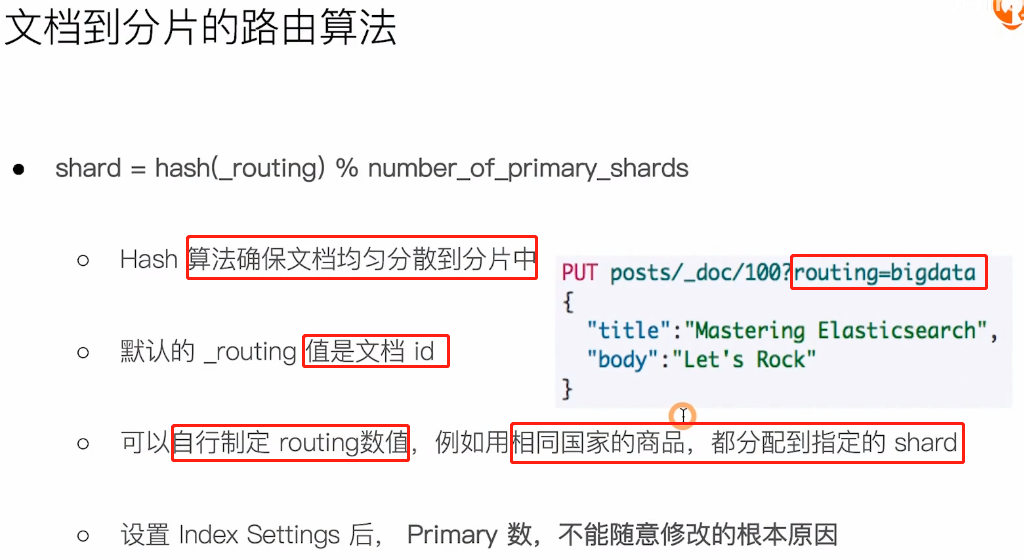 文档到分片的路由算法
shard = hash(_routing) % number_of_primary_shards
Hash 算法确保文档均匀分散到分片中
PUT posts/_doc/100?routing=bigdata
{
"title":"Mastering Elasticsearch",
"body":"Let's Rock"
}
默认的 _routing 值是文档 id
可以自行制定 routing数值，例如用相同国家的商品，都分配到指定的 shard
设置 Index Settings 后， Primary 数，不能随意修改的根本原因